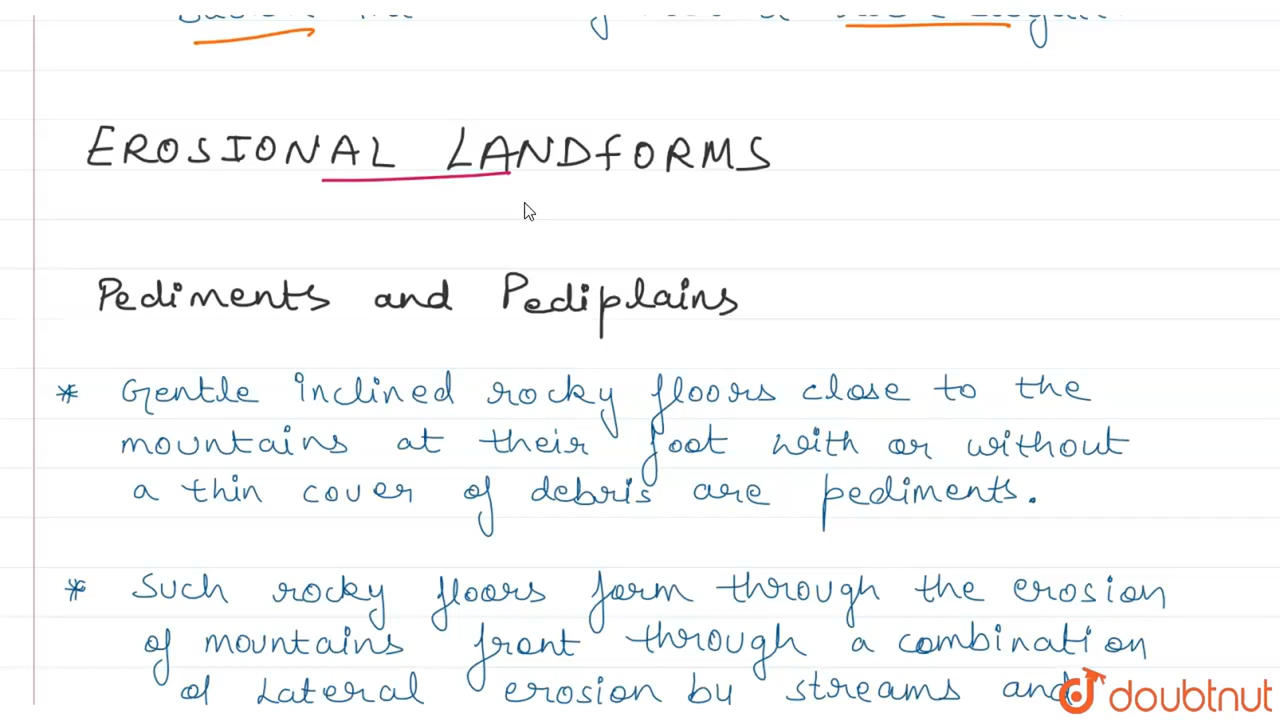 EROSIONAL LANDFORMS
Pediments and Pediplains
* Gentle inclined rocky floors close to the
mountains at their foot with or without
a thin cover of debris are pediments.
* Such rocky floors form through the erosion
of mountains front through a combination
of Lateral erosion by streams and
doubtnut